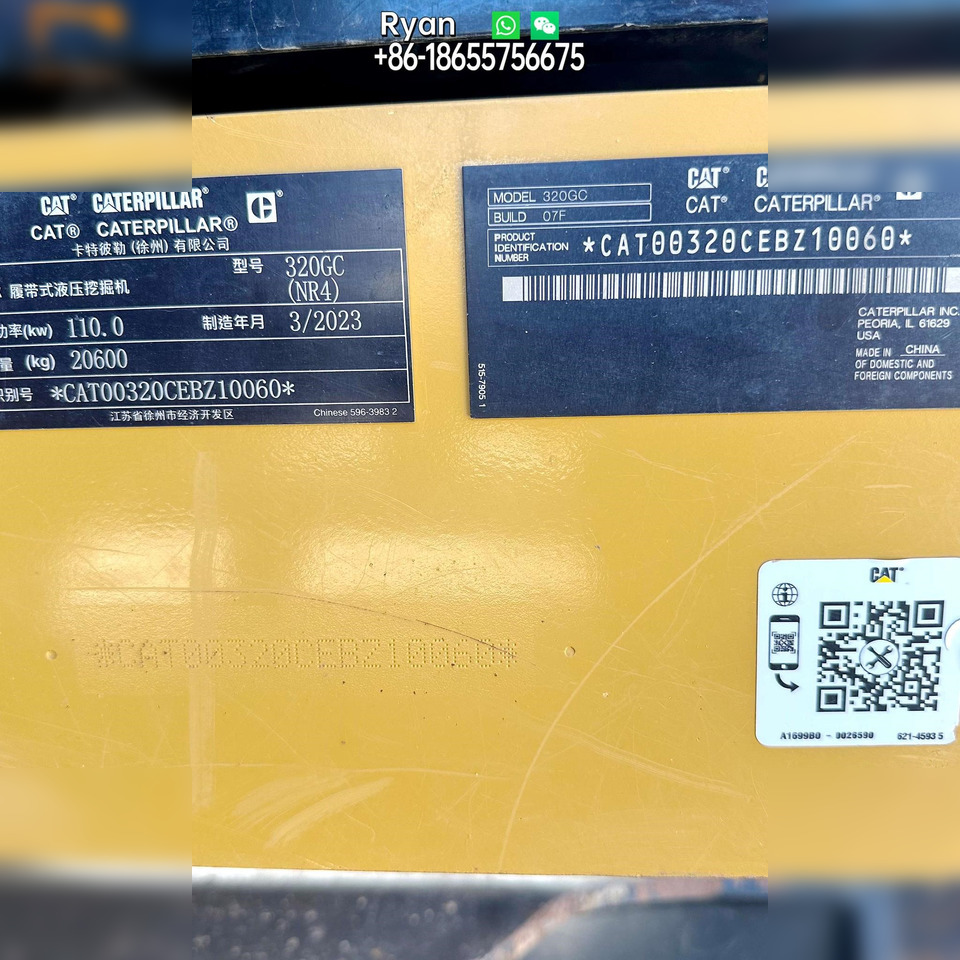 Ryan
+86-18655756675
CAT® CATERPILLAR®
CAT® CATERPILLAR®
卡特彼勒 (徐州) 有限公司
履带式液压挖掘机
型号 320GC
(NR4)
功率(kw) 110.0 制造年月 3/2023
量 (kg) 20600
识别号 *CAT00320CEBZ10060*
江苏省徐州市经济开发区
Chinese 596-3983 2
MODEL 320GC
BUILD 07F
CAT®
CAT® CATERPILLAR®
PRODUCT
IDENTIFICATION
NUMBER
*CAT00320CEBZ10060*
CATERPILLAR INC.
PEORIA, IL 61629
USA
MADE IN CHINA
OF DOMESTIC AND
FOREIGN COMPONENTS
515-7905 1
*CAT00320CEBZ10060*
CAT®
A1699B0 - 0026590 621-4593 5